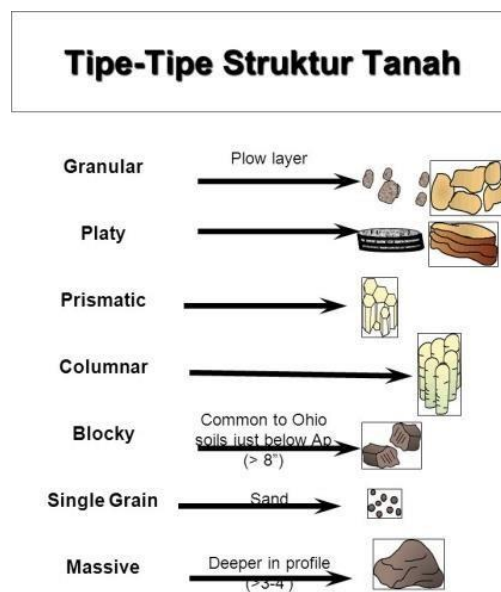 Tipe-Tipe Struktur Tanah
Granular
Plow layer
Platy
Prismatic
Columnar
Blocky
Common to Ohio
soils just below Ap
(> 8")
Single Grain
Sand
Massive
Deeper in profile
(>3-4')